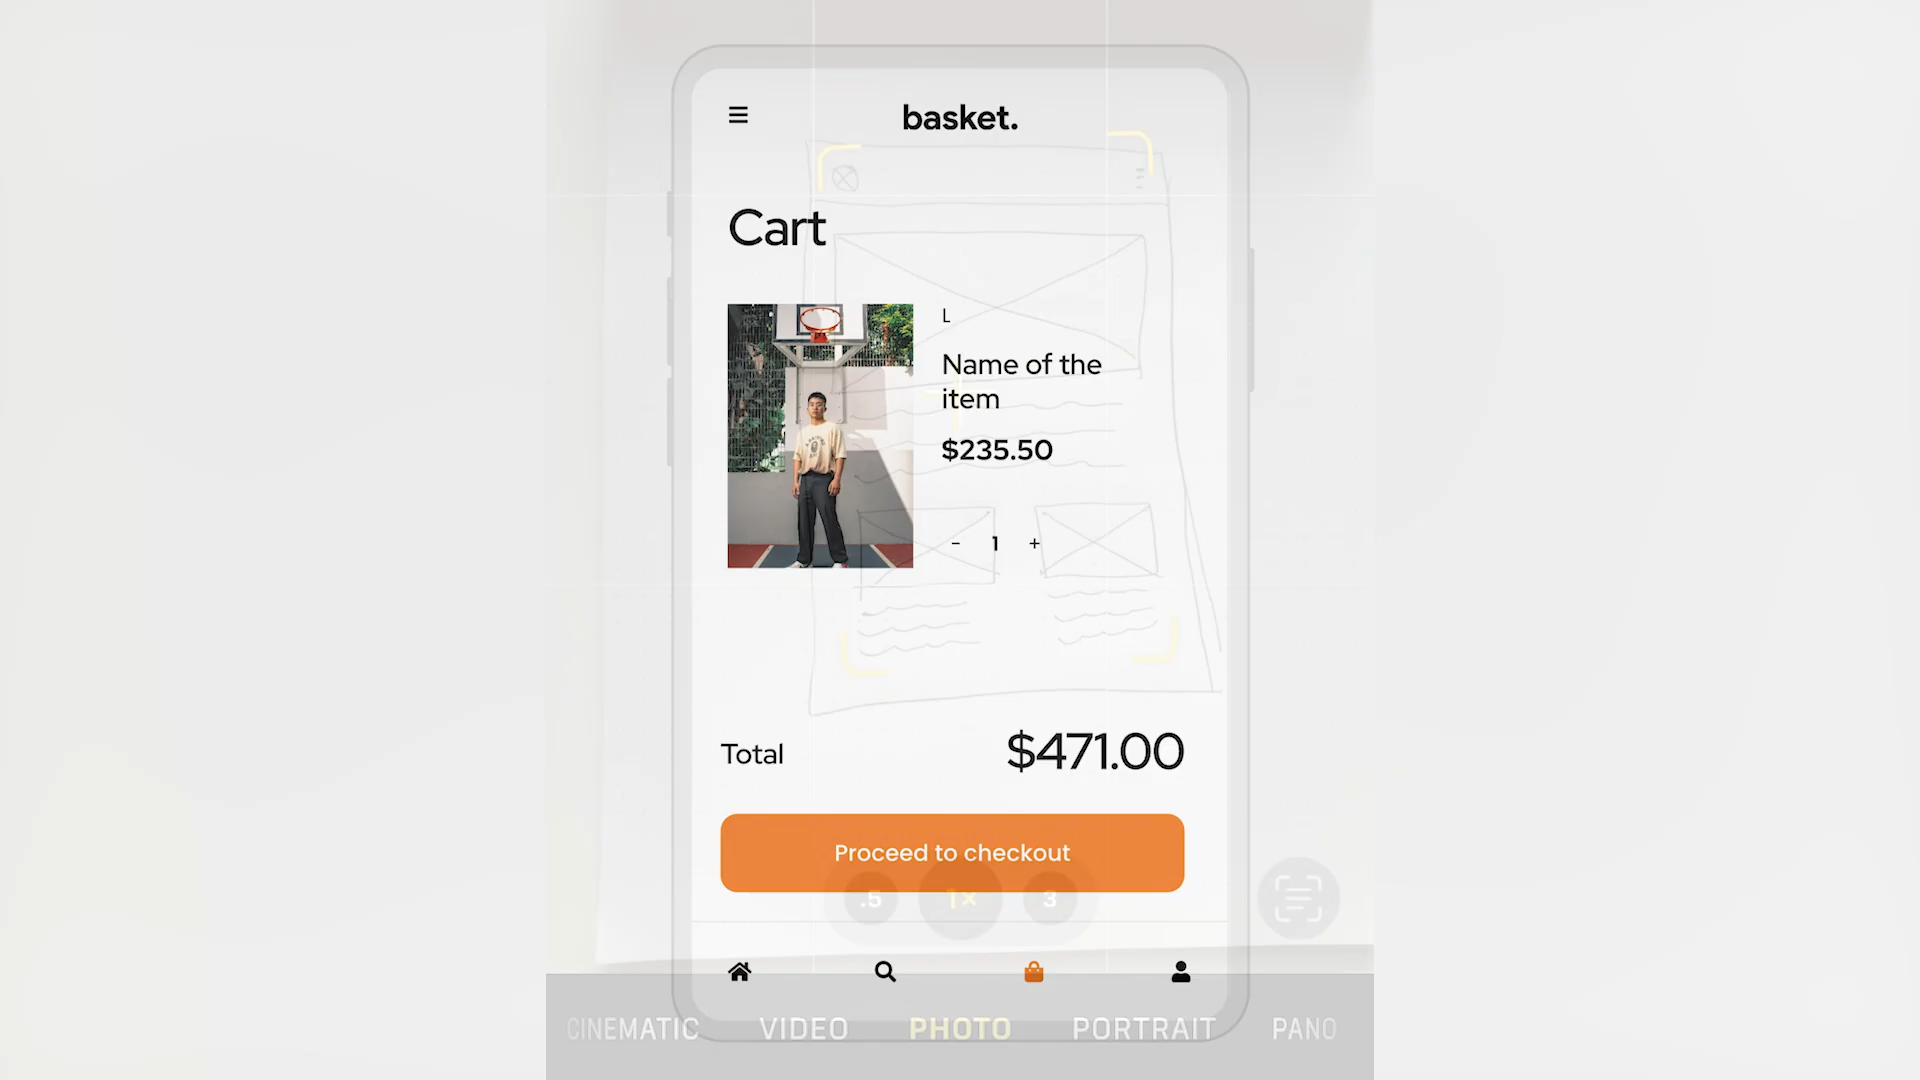 basket.
Cart
L
Name of the
item
$235.50
- 1 +
Total
$471.00
Proceed to checkout
.5 1× 3
CINEMATIC VIDEO PHOTO PORTRAIT PANO